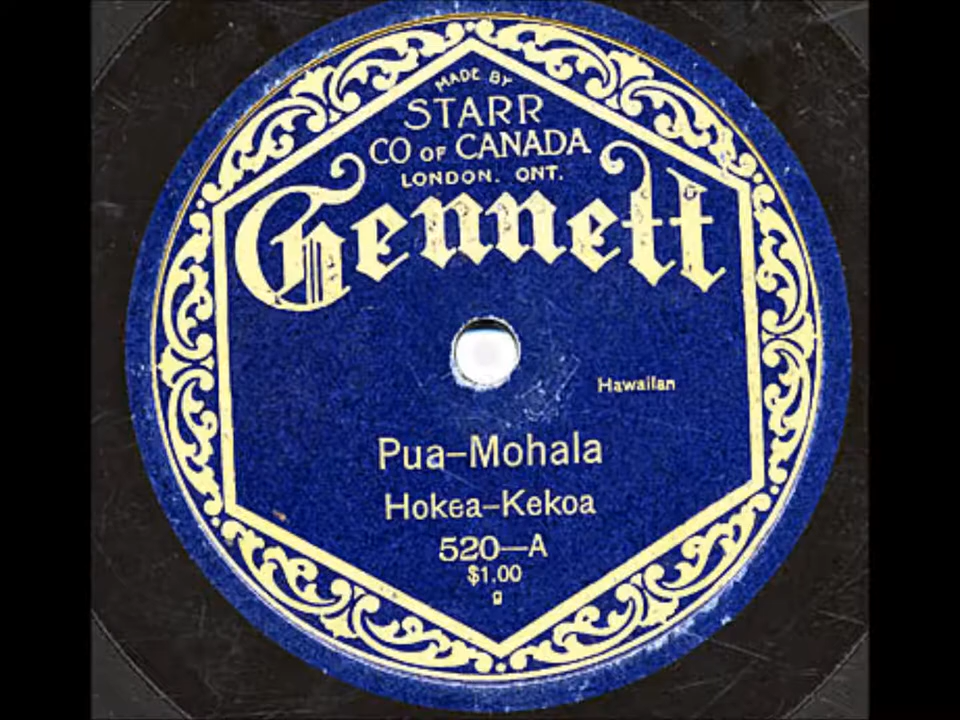 MADE BY
STARR
CO OF CANADA
LONDON. ONT.
Gennett
Hawaiian
Pua–Mohala
Hokea–Kekoa
520—A
$1.00
g